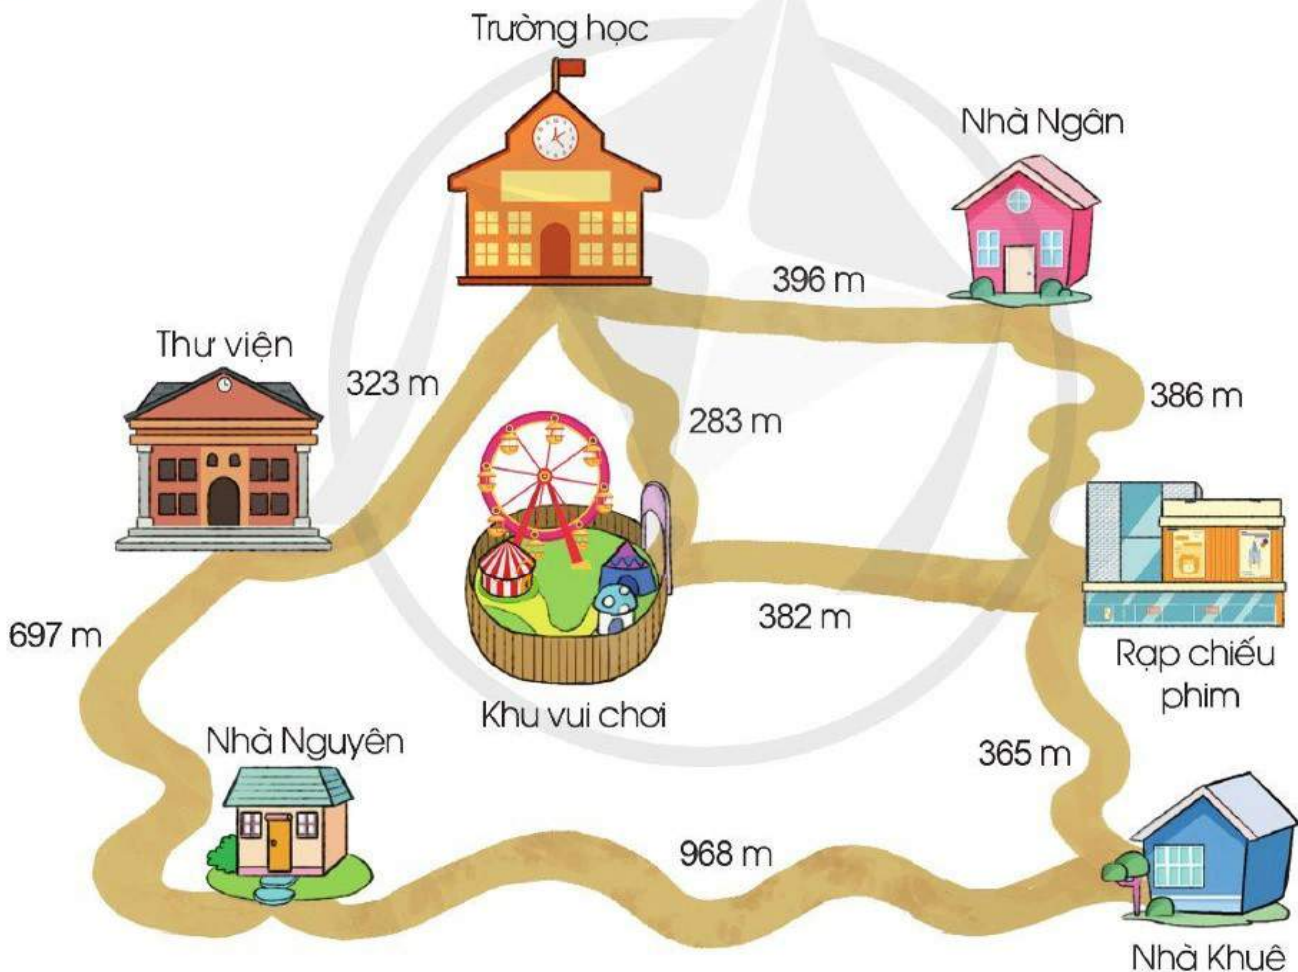 Trường học
Nhà Ngân
396 m
Thư viện
323 m
386 m
283 m
697 m
382 m
Rạp chiếu
phim
Khu vui chơi
Nhà Nguyên
365 m
968 m
Nhà Khuê